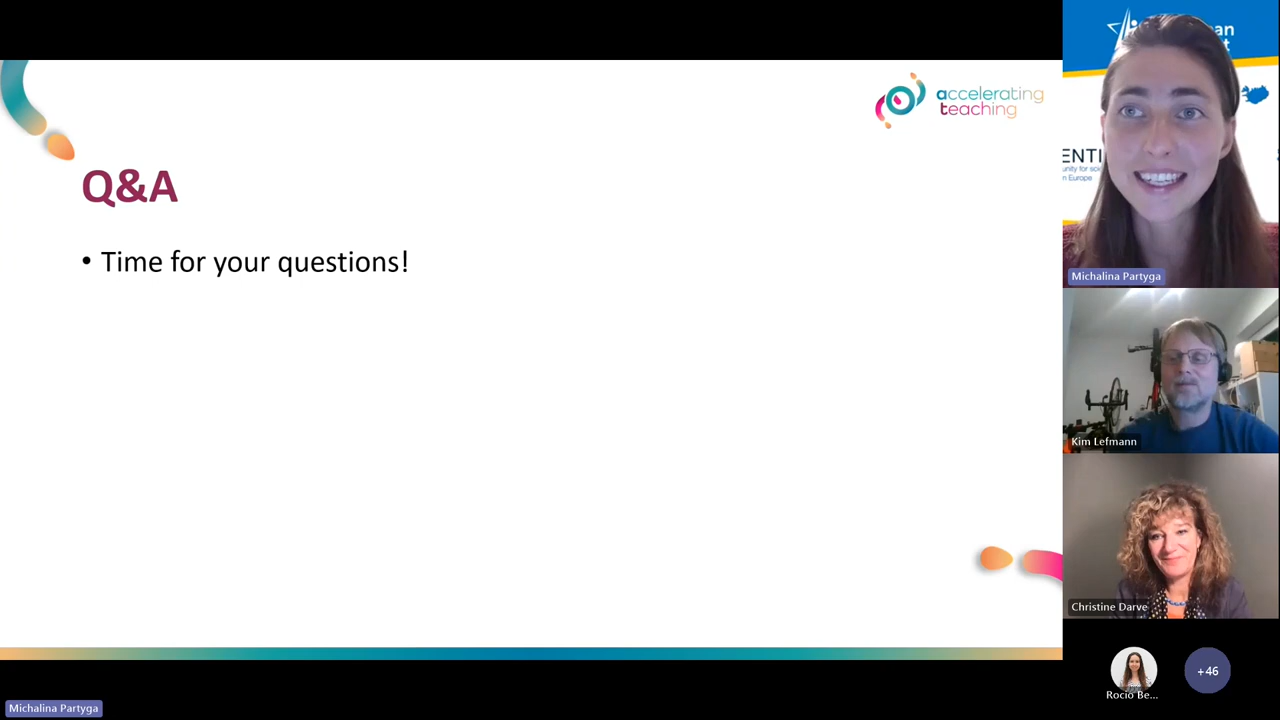 accelerating
teaching
Q&A
• Time for your questions!
Michalina Partyga
Kim Lefmann
Christine Darve
Rocio Be...
+46
Michalina Partyga